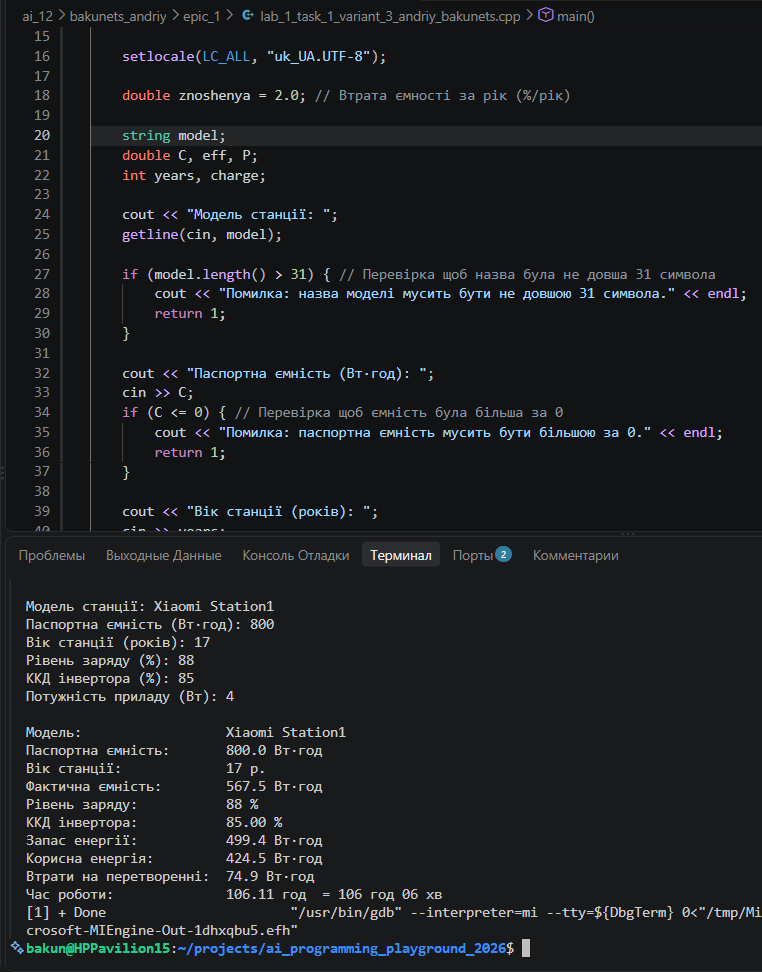 ai_12 > bakunets_andriy > epic_1 > lab_1_task_1_variant_3_andriy_bakunets.cpp > main()
15
16 setlocale(LC_ALL, "uk_UA.UTF-8");
17
18 double znoshenya = 2.0; // Втрата ємності за рік (%/рік)
19
20 string model;
21 double C, eff, P;
22 int years, charge;
23
24 cout << "Модель станції: ";
25 getline(cin, model);
26
27 if (model.length() > 31) { // Перевірка щоб назва була не довша 31 символа
28 cout << "Помилка: назва моделі мусить бути не довшою 31 символа." << endl;
29 return 1;
30 }
31
32 cout << "Паспортна ємність (Вт·год): ";
33 cin >> C;
34 if (C <= 0) { // Перевірка щоб ємність була більша за 0
35 cout << "Помилка: паспортна ємність мусить бути більшою за 0." << endl;
36 return 1;
37 }
38
39 cout << "Вік станції (років): ";
40 cin >> years;
Проблемы Выходные Данные Консоль Отладки Терминал Порты 2 Комментарии
Модель станції: Xiaomi Station1
Паспортна ємність (Вт·год): 800
Вік станції (років): 17
Рівень заряду (%): 88
ККД інвертора (%): 85
Потужність приладу (Вт): 4
Модель: Xiaomi Station1
Паспортна ємність: 800.0 Вт·год
Вік станції: 17 р.
Фактична ємність: 567.5 Вт·год
Рівень заряду: 88 %
ККД інвертора: 85.00 %
Запас енергії: 499.4 Вт·год
Корисна енергія: 424.5 Вт·год
Втрати на перетворенні: 74.9 Вт·год
Час роботи: 106.11 год = 106 год 06 хв
[1] + Done "/usr/bin/gdb" --interpreter=mi --tty=${DbgTerm} 0<"/tmp/Mi
crosoft-MIEngine-Out-1dhxqbu5.efh"
bakun@HPPavilion15:~/projects/ai_programming_playground_2026$